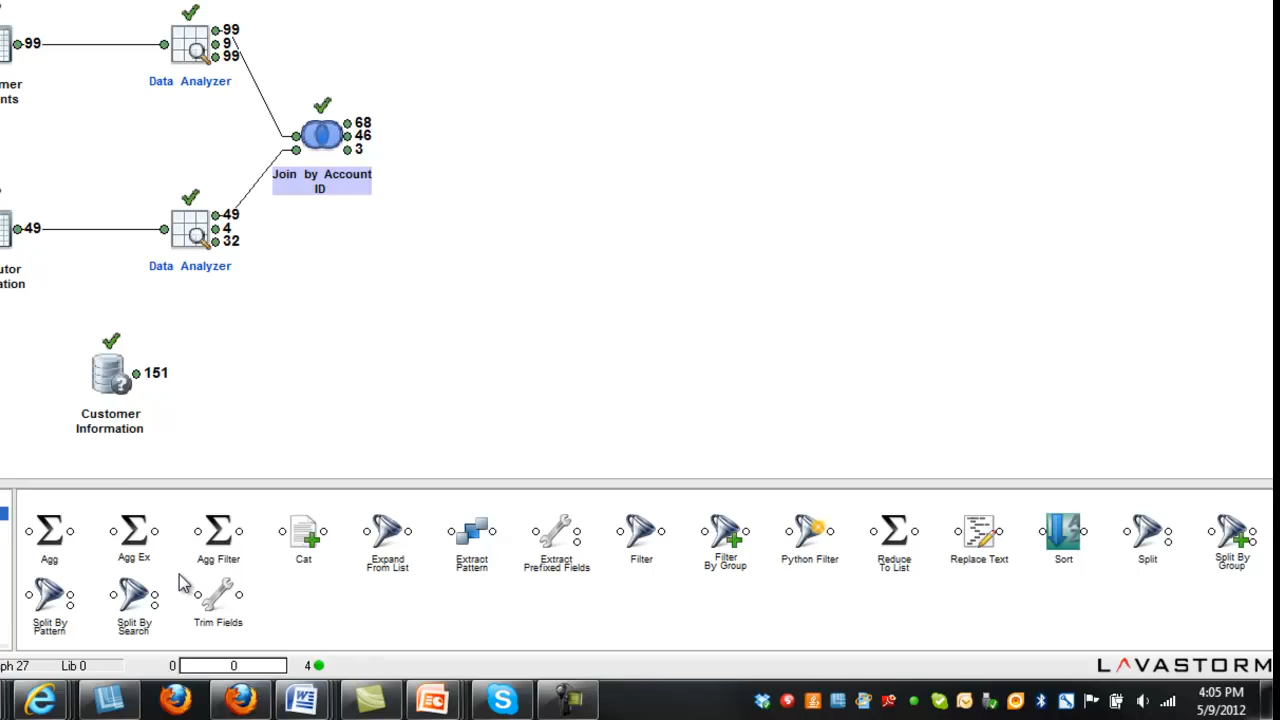 99
mer
nts
99
9
99
Data Analyzer
68
46
3
Join by Account
ID
49
utor
ation
49
4
32
Data Analyzer
151
Customer
Information
Agg
Agg Ex
Agg Filter
Cat
Expand
From List
Extract
Pattern
Extract
Prefixed Fields
Filter
Filter
By Group
Python Filter
Reduce
To List
Replace Text
Sort
Split
Split By
Group
Split By
Pattern
Split By
Search
Trim Fields
ph 27 Lib 0 0 0 4
LAVASTORM
4:05 PM
5/9/2012